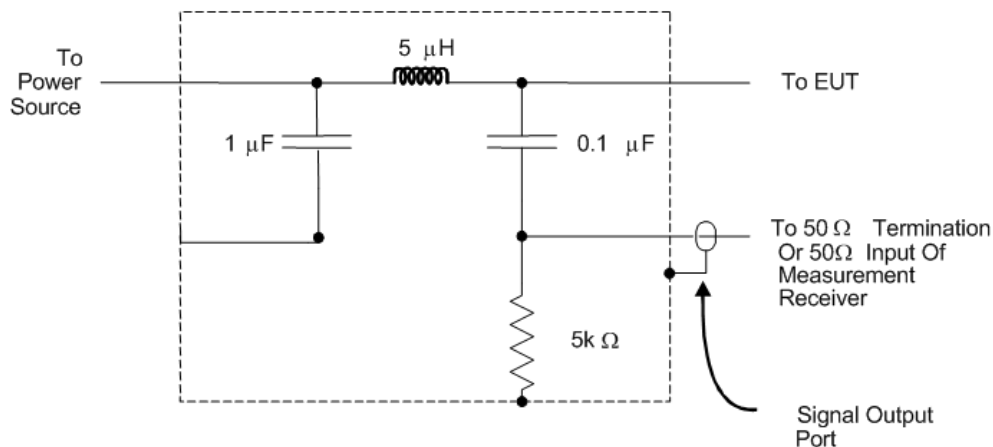 5 μH
To
Power
Source
To EUT
1 μF
0.1 μF
To 50 Ω Termination
Or 50Ω Input Of
Measurement
Receiver
5k Ω
Signal Output
Port